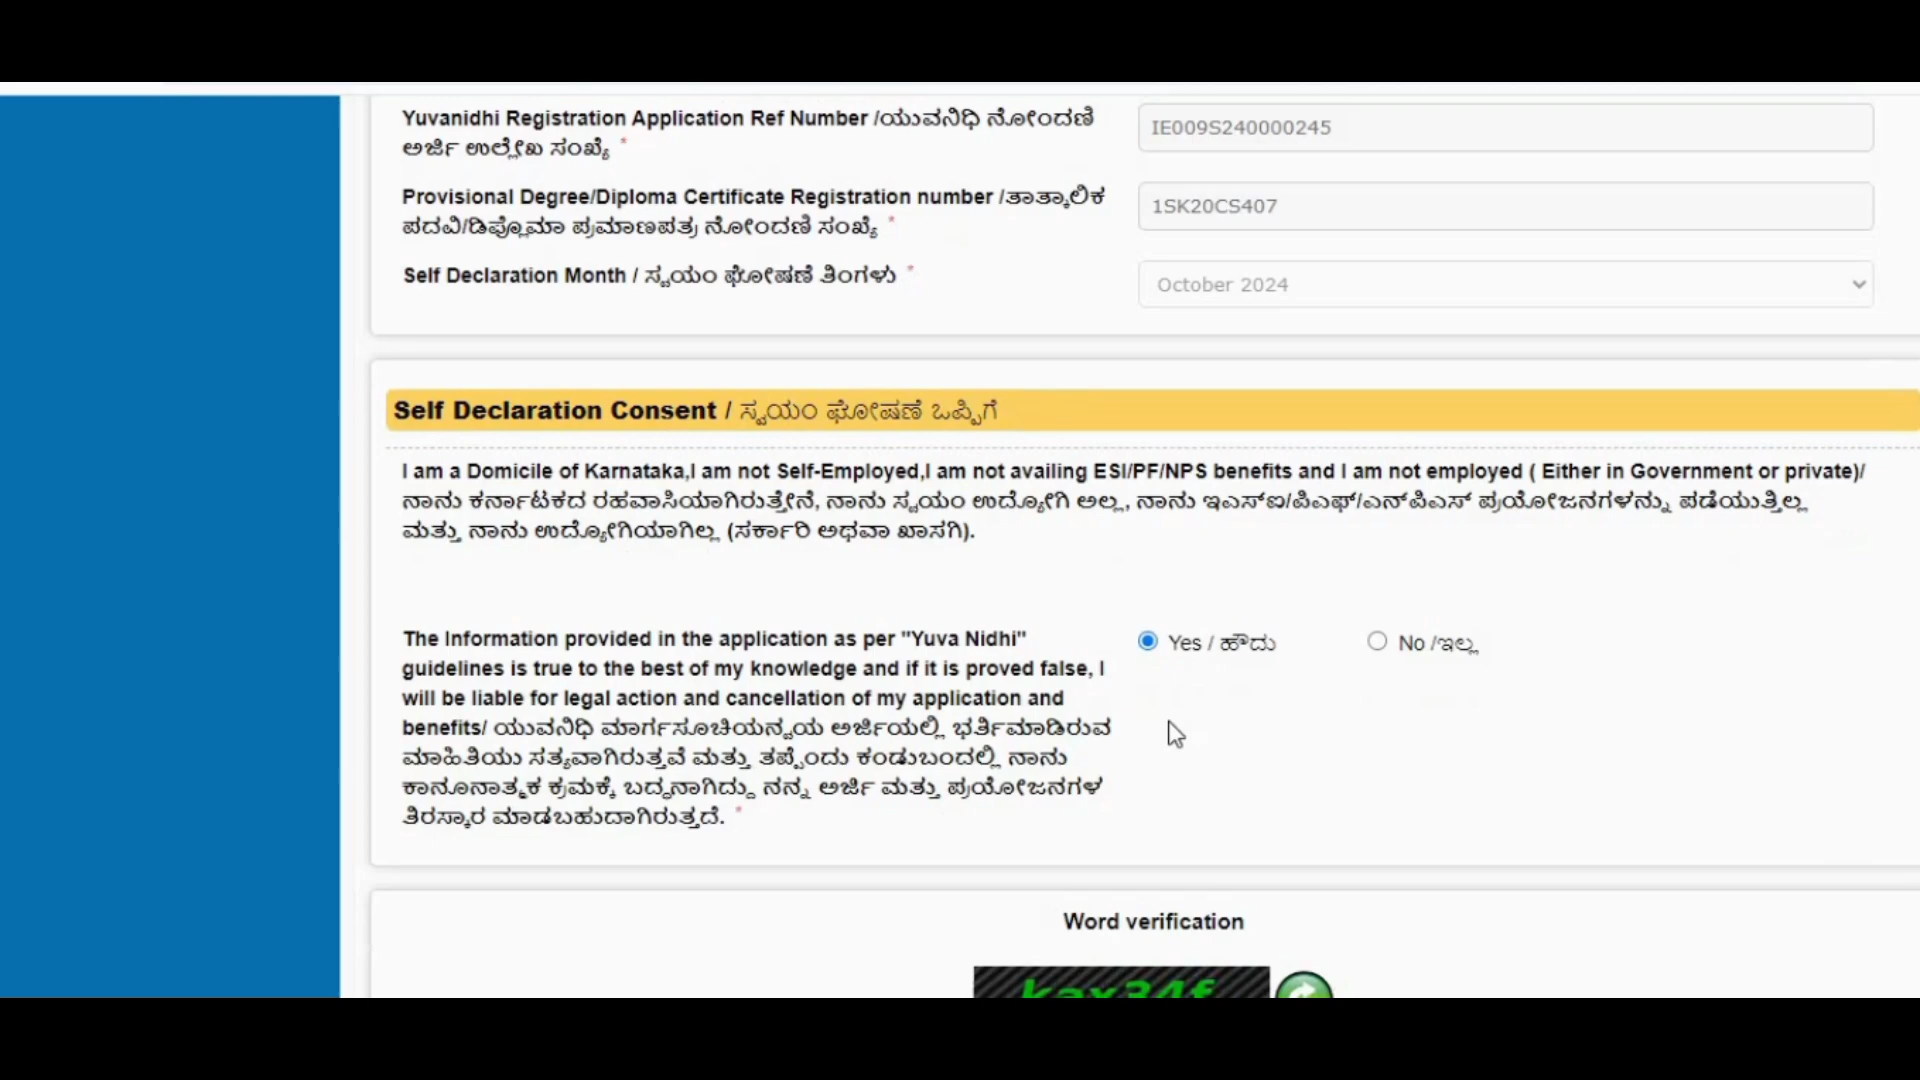 Yuvanidhi Registration Application Ref Number /ಯುವನಿಧಿ ನೋಂದಣಿ
ಅರ್ಜಿ ಉಲ್ಲೇಖ ಸಂಖ್ಯೆ *
IE009S240000245
Provisional Degree/Diploma Certificate Registration number /ತಾತ್ಕಾಲಿಕ
ಪದವಿ/ಡಿಪ್ಲೊಮಾ ಪ್ರಮಾಣಪತ್ರ ನೋಂದಣಿ ಸಂಖ್ಯೆ *
1SK20CS407
Self Declaration Month / ಸ್ವಯಂ ಘೋಷಣೆ ತಿಂಗಳು *
October 2024
Self Declaration Consent / ಸ್ವಯಂ ಘೋಷಣೆ ಒಪ್ಪಿಗೆ
I am a Domicile of Karnataka,I am not Self-Employed,I am not availing ESI/PF/NPS benefits and I am not employed ( Either in Government or private)/
ನಾನು ಕರ್ನಾಟಕದ ರಹವಾಸಿಯಾಗಿರುತ್ತೇನೆ, ನಾನು ಸ್ವಯಂ ಉದ್ಯೋಗಿ ಅಲ್ಲ, ನಾನು ಇಎಸ್ಐ/ಪಿಎಫ್/ಎನ್‌ಪಿಎಸ್ ಪ್ರಯೋಜನಗಳನ್ನು ಪಡೆಯುತ್ತಿಲ್ಲ
ಮತ್ತು ನಾನು ಉದ್ಯೋಗಿಯಾಗಿಲ್ಲ (ಸರ್ಕಾರಿ ಅಥವಾ ಖಾಸಗಿ).
The Information provided in the application as per "Yuva Nidhi"
guidelines is true to the best of my knowledge and if it is proved false, I
will be liable for legal action and cancellation of my application and
benefits/ ಯುವನಿಧಿ ಮಾರ್ಗಸೂಚಿಯನ್ವಯ ಅರ್ಜಿಯಲ್ಲಿ ಭರ್ತಿಮಾಡಿರುವ
ಮಾಹಿತಿಯು ಸತ್ಯವಾಗಿರುತ್ತವೆ ಮತ್ತು ತಪ್ಪೆಂದು ಕಂಡುಬಂದಲ್ಲಿ ನಾನು
ಕಾನೂನಾತ್ಮಕ ಕ್ರಮಕ್ಕೆ ಬದ್ಧನಾಗಿದ್ದು ನನ್ನ ಅರ್ಜಿ ಮತ್ತು ಪ್ರಯೋಜನಗಳ
ತಿರಸ್ಕಾರ ಮಾಡಬಹುದಾಗಿರುತ್ತದೆ. *
Yes / ಹೌದು
No /ಇಲ್ಲ
Word verification
kax34f